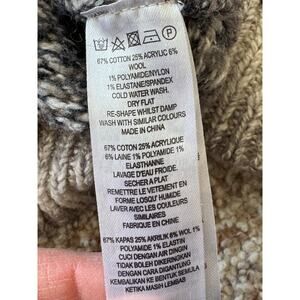 67% COTTON 25% ACRYLIC 6%
WOOL
1% POLYAMIDE/NYLON
1% ELASTANE/SPANDEX
COLD WATER WASH.
DRY FLAT
RE-SHAPE WHILST DAMP
WASH WITH SIMILAR COLOURS
MADE IN CHINA
67% COTON 25% ACRYLIQUE
6% LAINE 1% POLYAMIDE 1%
ELASTHANNE
LAVAGE D'EAU FROIDE.
SECHER A PLAT
REMETTRE LE VETEMENT EN
FORME LOSQU' HUMIDE
LAVER AVEC LES COULEURS
SIMILAIRES
FABRIQUE EN CHINE
67% KAPAS 25% AKRILIK 6% WOL 1%
POLYAMIDE 1% ELASTIN
CUCI DENGAN AIR DINGIN
TIDAK BOLEH DIKERINGKAN
DENGAN CARA DIGANTUNG
KEMBALIKAN KE BENTUK SEMULA
KETIKA MASIH LEMBAB